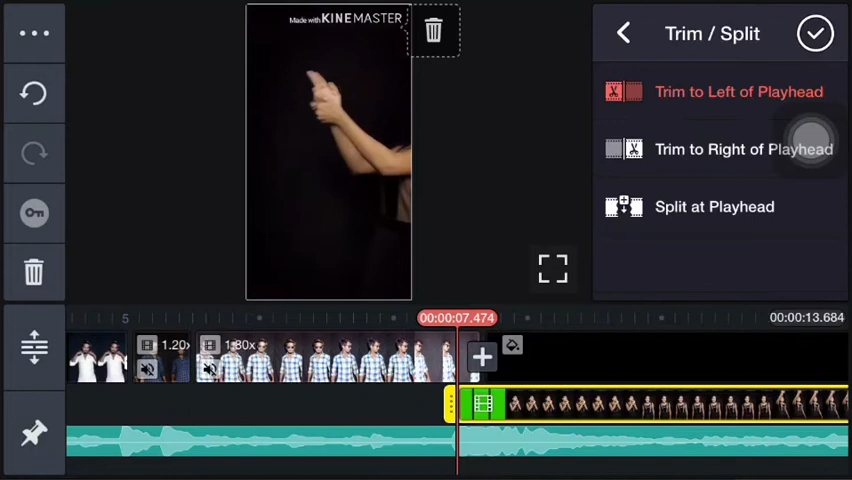 Made with KINEMASTER
Trim / Split
Trim to Left of Playhead
Trim to Right of Playhead
Split at Playhead
5
00:00:07.474
00:00:13.684
1.20x
1.80x